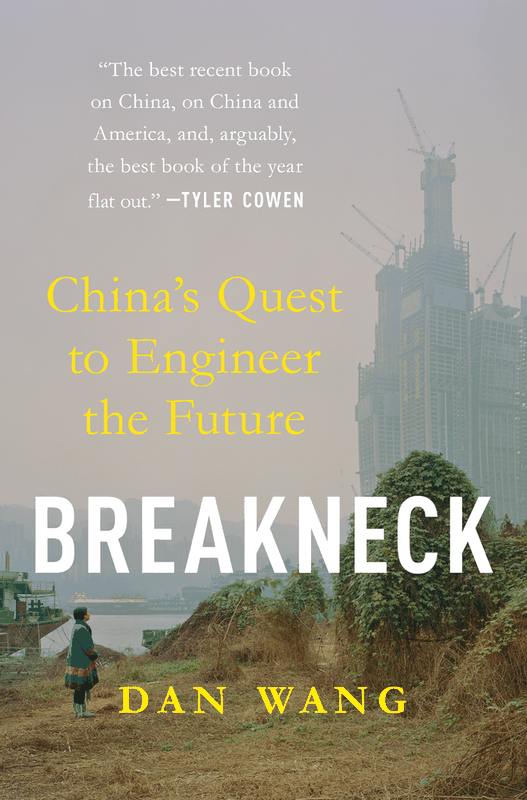 “The best recent book
on China, on China and
America, and, arguably,
the best book of the year
flat out.” —TYLER COWEN
China’s Quest
to Engineer
the Future
BREAKNECK
DAN WANG